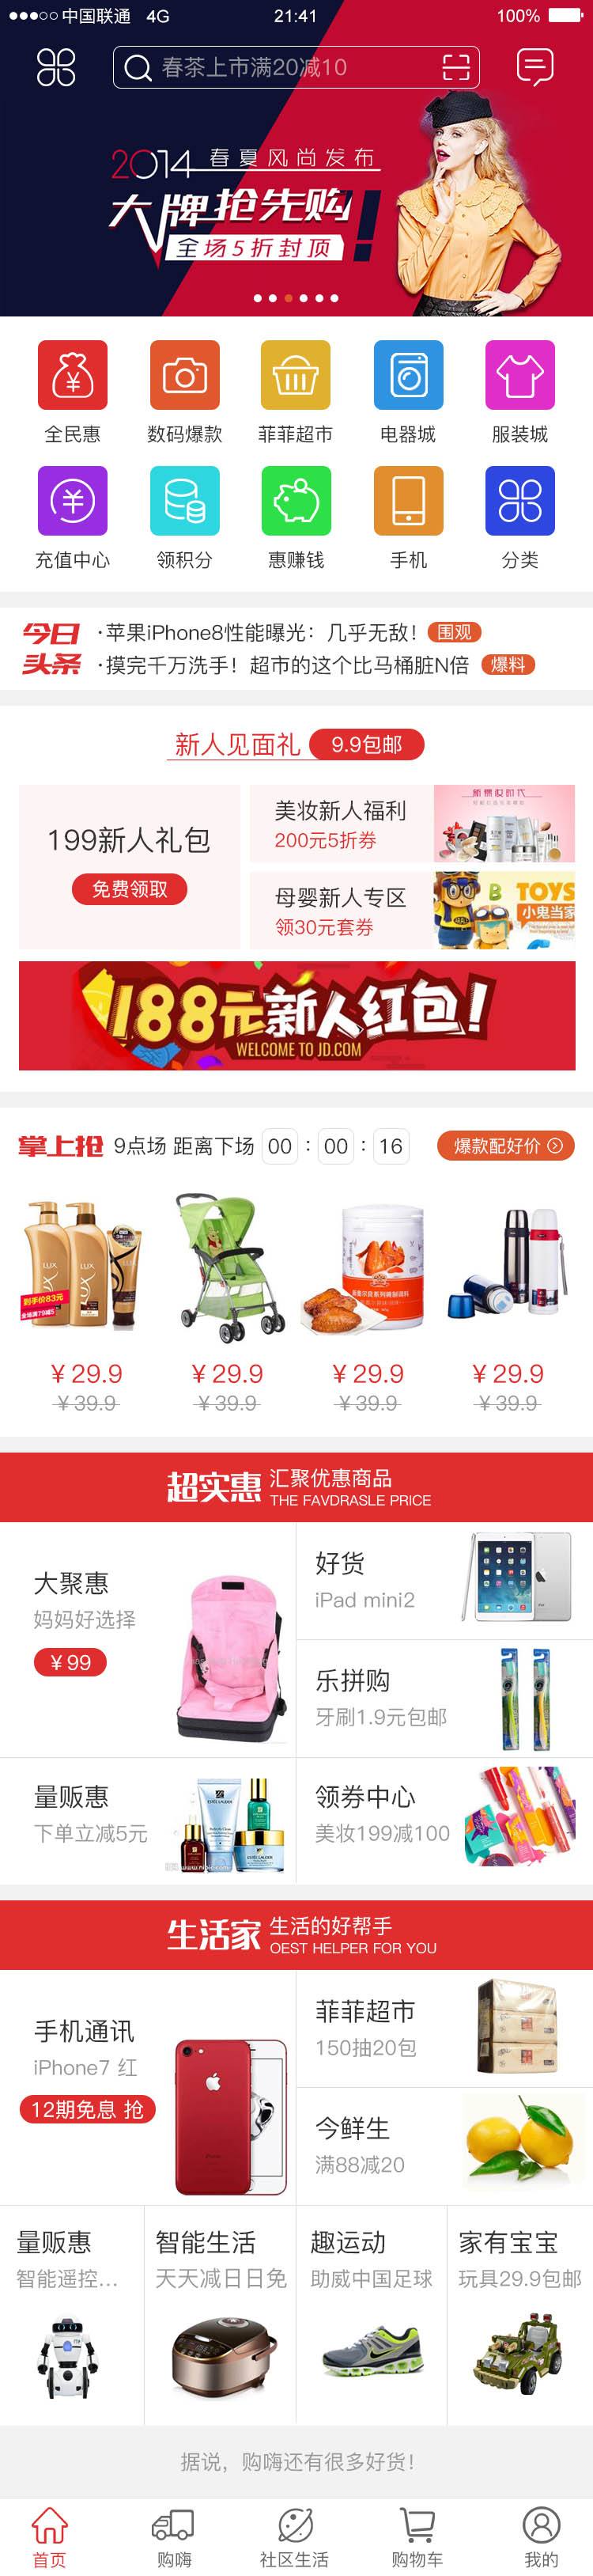 中国联通 4G 21:41 100%
春茶上市满20减10
2014 春夏风尚发布
大牌抢先购!
全场5折封顶
全民惠 数码爆款 菲菲超市 电器城 服装城
充值中心 领积分 惠赚钱 手机 分类
今日头条
·苹果iPhone8性能曝光：几乎无敌！ 围观
·摸完千万洗手！超市的这个比马桶脏N倍 爆料
新人见面礼 9.9包邮
199新人礼包
免费领取
美妆新人福利
200元5折券
母婴新人专区
领30元套券
TOYS
小鬼当家
188元新人红包!
WELCOME TO JD.COM
掌上抢 9点场 距离下场 00 : 00 : 16 爆款配好价
LUX LUX
到手价83元
¥29.9 ¥29.9 ¥29.9 ¥29.9
¥39.9 ¥39.9 ¥39.9 ¥39.9
超实惠 汇聚优惠商品
THE FAVDRASLE PRICE
大聚惠
妈妈好选择
¥99
好货
iPad mini2
乐拼购
牙刷1.9元包邮
量贩惠
下单立减5元
领券中心
美妆199减100
生活家 生活的好帮手
OEST HELPER FOR YOU
手机通讯
iPhone7 红
12期免息 抢
菲菲超市
150抽20包
今鲜生
满88减20
量贩惠 智能生活 趣运动 家有宝宝
智能遥控... 天天减日日免 助威中国足球 玩具29.9包邮
据说，购嗨还有很多好货！
首页 购嗨 社区生活 购物车 我的